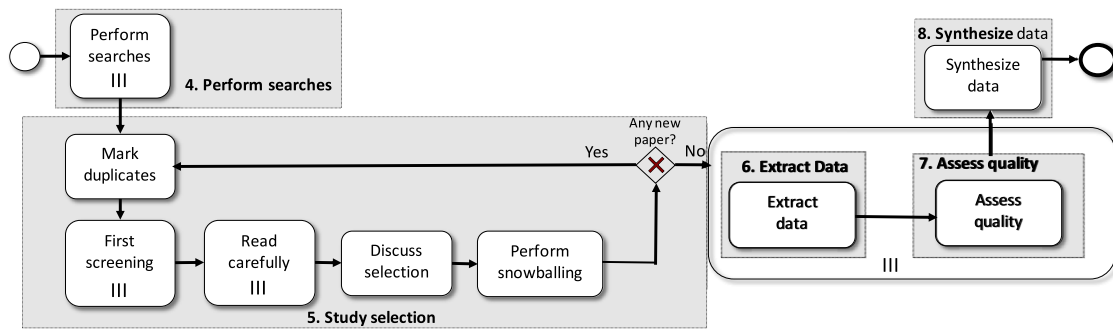 Perform
searches
4. Perform searches
Mark
duplicates
First
screening
Read
carefully
Discuss
selection
Perform
snowballing
5. Study selection
Any new
paper?
Yes
No
6. Extract Data
Extract
data
7. Assess quality
Assess
quality
8. Synthesize data
Synthesize
data